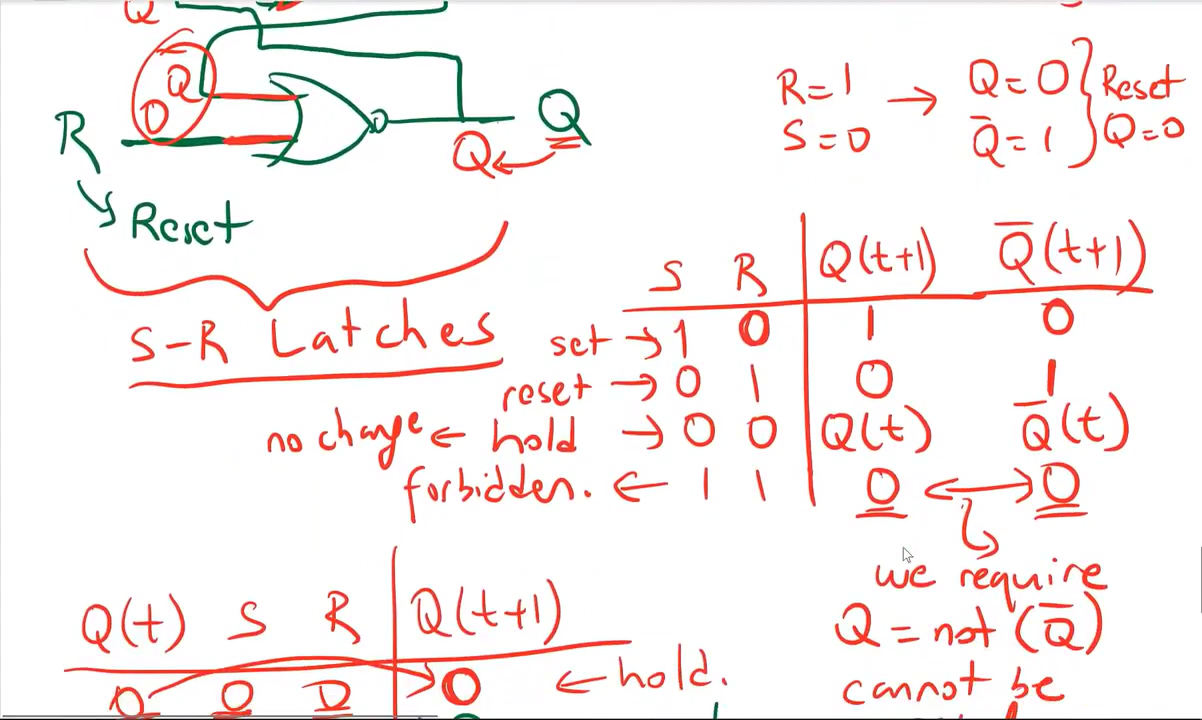 Q
Q̅
0
R
Q
Q
Reset
S-R Latches
R=1 → Q=0 } Reset
S=0 Q̅=1 Q=0
S R | Q(t+1) Q̅(t+1)
set → 1 0 | 1 0
reset → 0 1 | 0 1
no change ← hold → 0 0 | Q(t) Q̅(t)
forbidden. ← 1 1 | 0 ↔ 0
we require
Q = not (Q̅)
cannot be
Q(t) S R | Q(t+1)
0 0 0 | 0 ← hold.